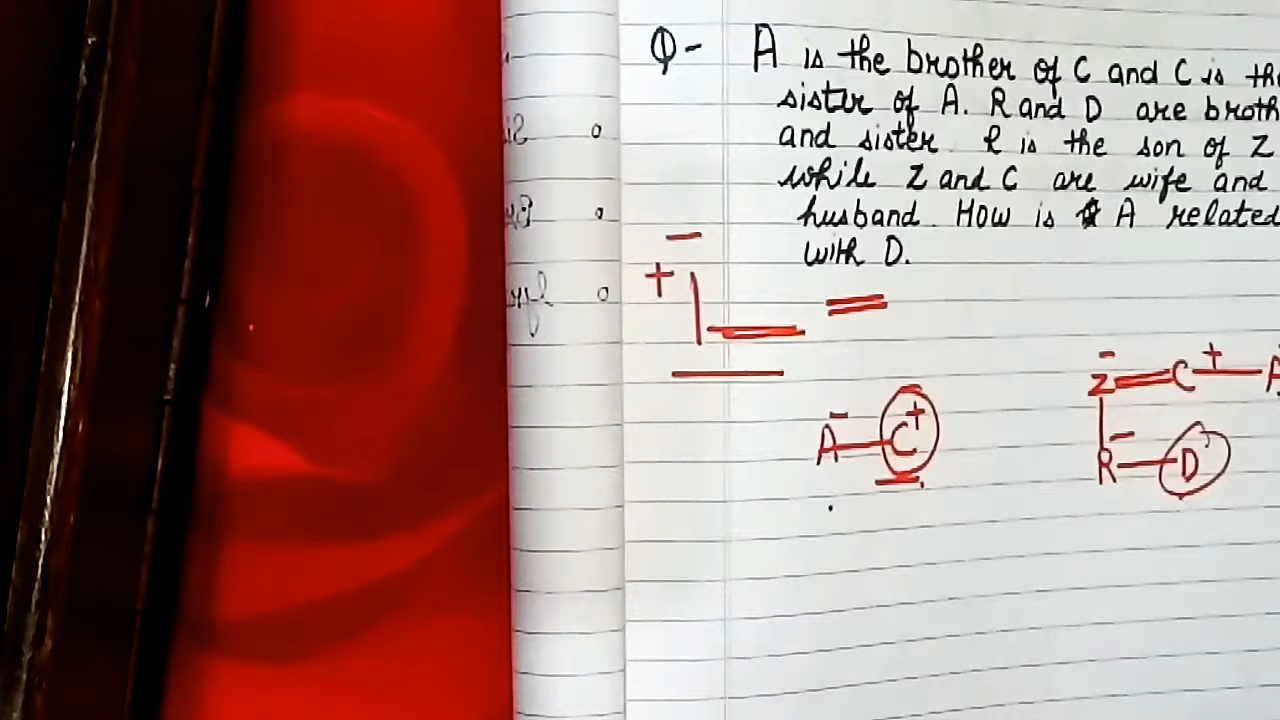 Q- A is the brother of C and C is th
sister of A. R and D are broth
and sister. R is the son of Z
while Z and C are wife and
husband. How is A related
with D.
-
+
=
- +
Z = C — A
A — C
- +
R — D
-